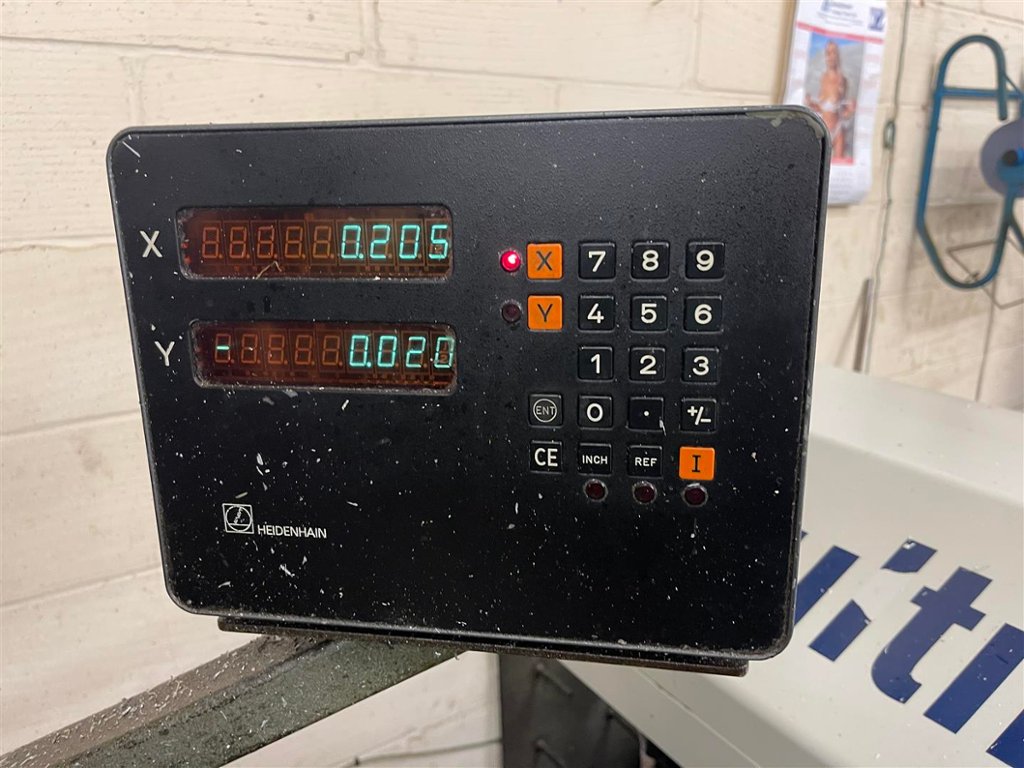 X 0.205
Y - 0.020
X 7 8 9
Y 4 5 6
1 2 3
ENT 0 . +/-
CE INCH REF I
HEIDENHAIN